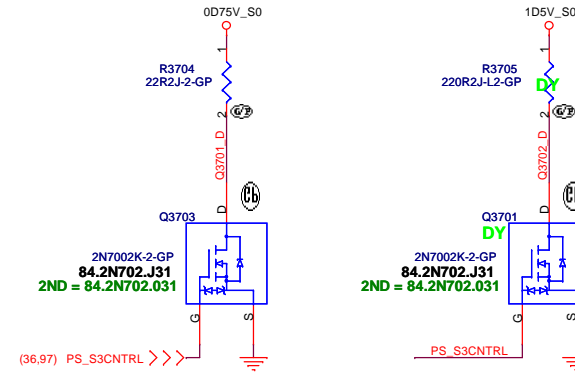 0D75V_S0
1
R3704
22R2J-2-GP
2
G/P
Q3701_D
D
Q3703
2N7002K-2-GP
84.2N702.J31
2ND = 84.2N702.031
G
S
(36,97) PS_S3CNTRL
1D5V_S0
1
R3705
220R2J-L2-GP
DY
2
G/P
Q3702_D
D
Q3701
DY
2N7002K-2-GP
84.2N702.J31
2ND = 84.2N702.031
G
S
PS_S3CNTRL